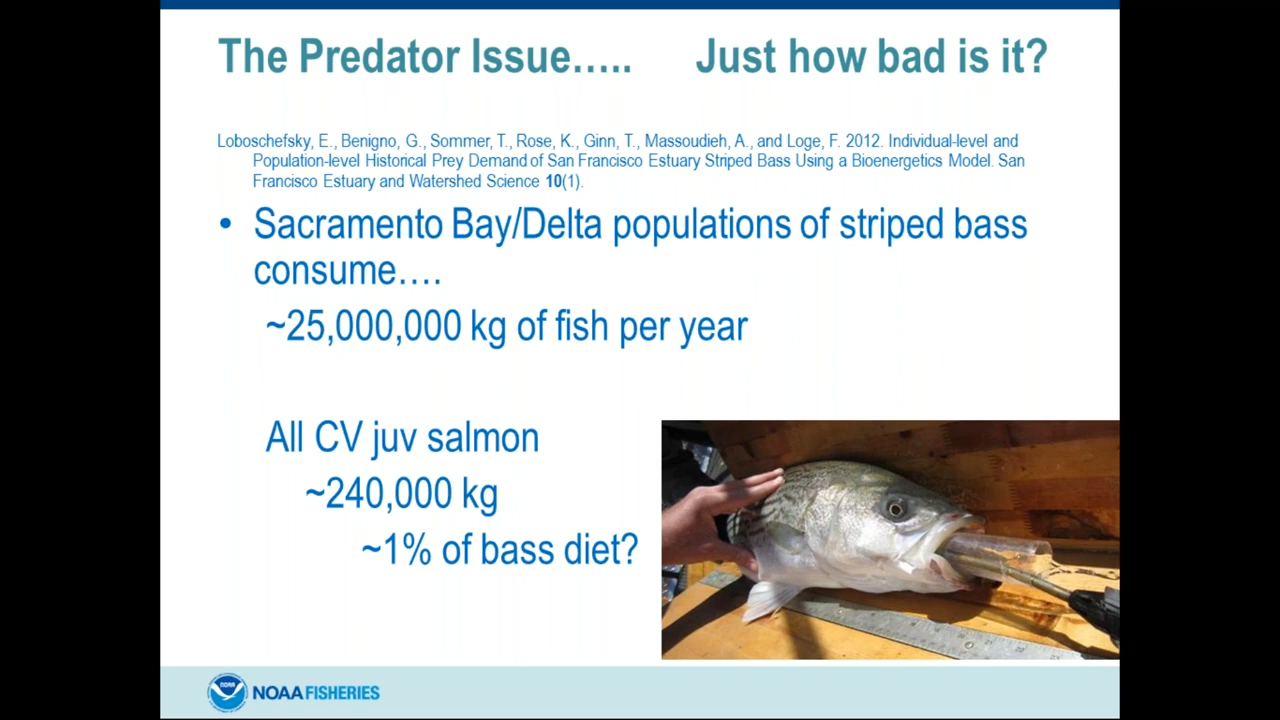 The Predator Issue….. Just how bad is it?
Loboschefsky, E., Benigno, G., Sommer, T., Rose, K., Ginn, T., Massoudieh, A., and Loge, F. 2012. Individual-level and
Population-level Historical Prey Demand of San Francisco Estuary Striped Bass Using a Bioenergetics Model. San
Francisco Estuary and Watershed Science 10(1).
• Sacramento Bay/Delta populations of striped bass
consume….
~25,000,000 kg of fish per year
All CV juv salmon
~240,000 kg
~1% of bass diet?
NOAA
NOAA FISHERIES